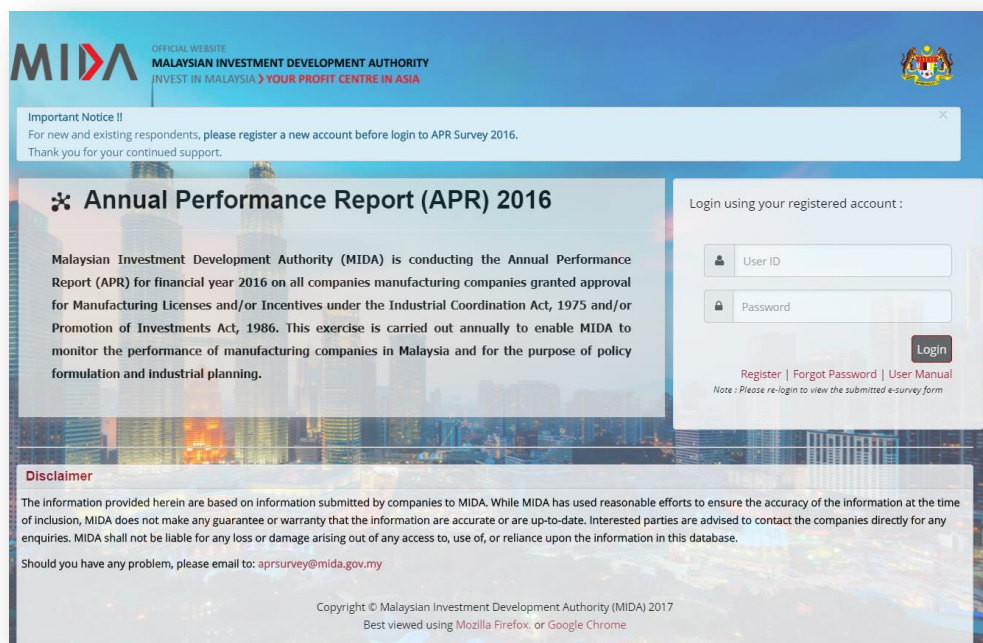 MIDA
OFFICIAL WEBSITE
MALAYSIAN INVESTMENT DEVELOPMENT AUTHORITY
INVEST IN MALAYSIA YOUR PROFIT CENTRE IN ASIA
Important Notice !!
×
For new and existing respondents, please register a new account before login to APR Survey 2016.
Thank you for your continued support.
Annual Performance Report (APR) 2016
Malaysian Investment Development Authority (MIDA) is conducting the Annual Performance
Report (APR) for financial year 2016 on all companies manufacturing companies granted approval
for Manufacturing Licenses and/or Incentives under the Industrial Coordination Act, 1975 and/or
Promotion of Investments Act, 1986. This exercise is carried out annually to enable MIDA to
monitor the performance of manufacturing companies in Malaysia and for the purpose of policy
formulation and industrial planning.
Login using your registered account :
User ID
Password
Login
Register | Forgot Password | User Manual
Note : Please re-login to view the submitted e-survey form
Disclaimer
The information provided herein are based on information submitted by companies to MIDA. While MIDA has used reasonable efforts to ensure the accuracy of the information at the time
of inclusion, MIDA does not make any guarantee or warranty that the information are accurate or are up-to-date. Interested parties are advised to contact the companies directly for any
enquiries. MIDA shall not be liable for any loss or damage arising out of any access to, use of, or reliance upon the information in this database.
Should you have any problem, please email to: aprsurvey@mida.gov.my
Copyright © Malaysian Investment Development Authority (MIDA) 2017
Best viewed using Mozilla Firefox. or Google Chrome